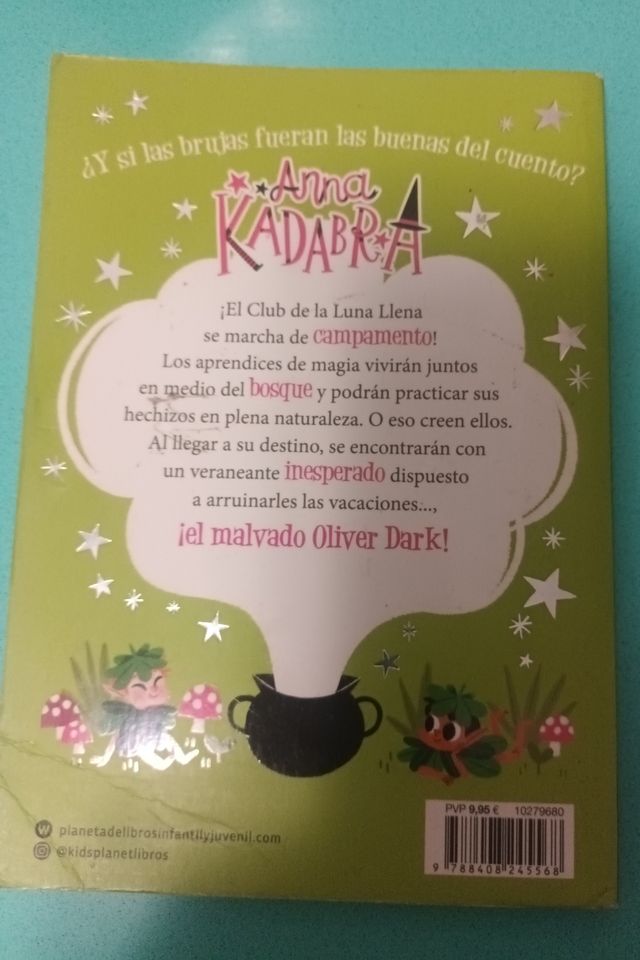 ¿Y si las brujas fueran las buenas del cuento?
Anna
KADABRA
¡El Club de la Luna Llena
se marcha de campamento!
Los aprendices de magia vivirán juntos
en medio del bosque y podrán practicar sus
hechizos en plena naturaleza. O eso creen ellos.
Al llegar a su destino, se encontrarán con
un veraneante inesperado dispuesto
a arruinarles las vacaciones...,
¡el malvado Oliver Dark!
PVP 9,95 € 10279680
W planetadelibrosinfantilyjuvenil.com
@kidsplanetlibros
9 788408 245568